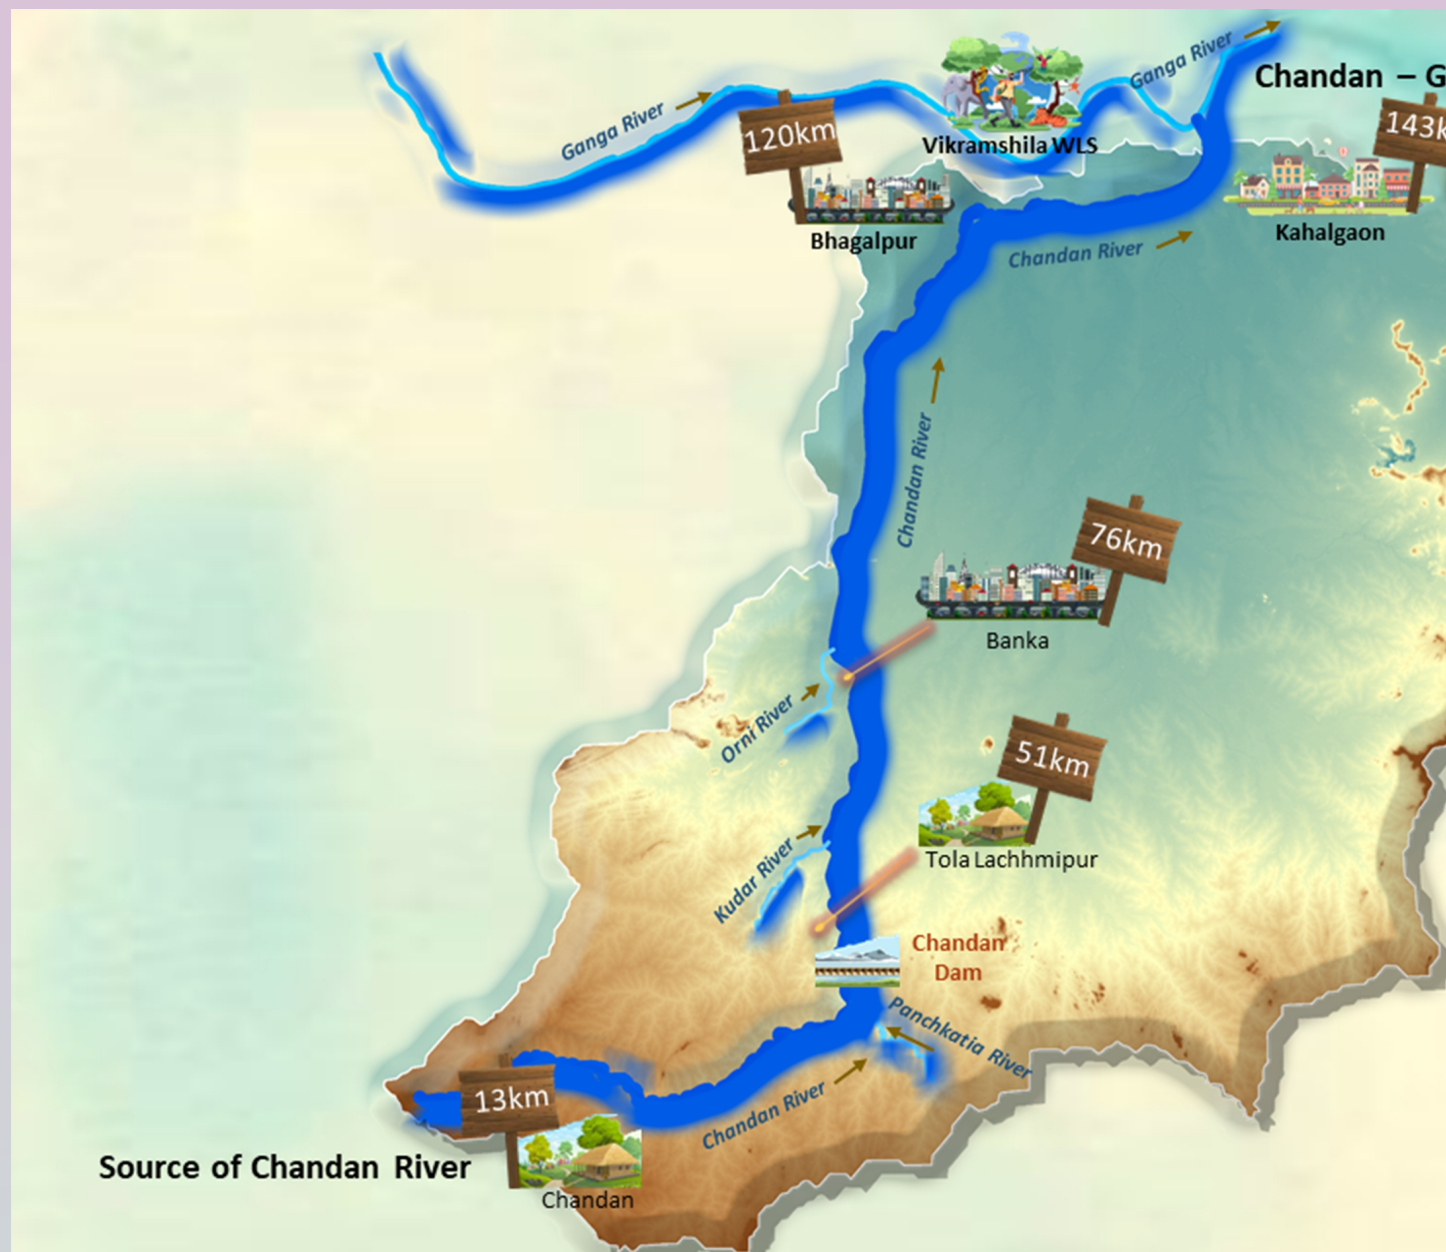 Ganga River
Chandan – G
Ganga River
120km
143k
Vikramshila WLS
Bhagalpur
Kahalgaon
Chandan River
Chandan River
76km
Banka
Orni River
51km
Tola Lachhmipur
Kudar River
Chandan
Dam
Panchkatia River
Chandan River
13km
Source of Chandan River
Chandan